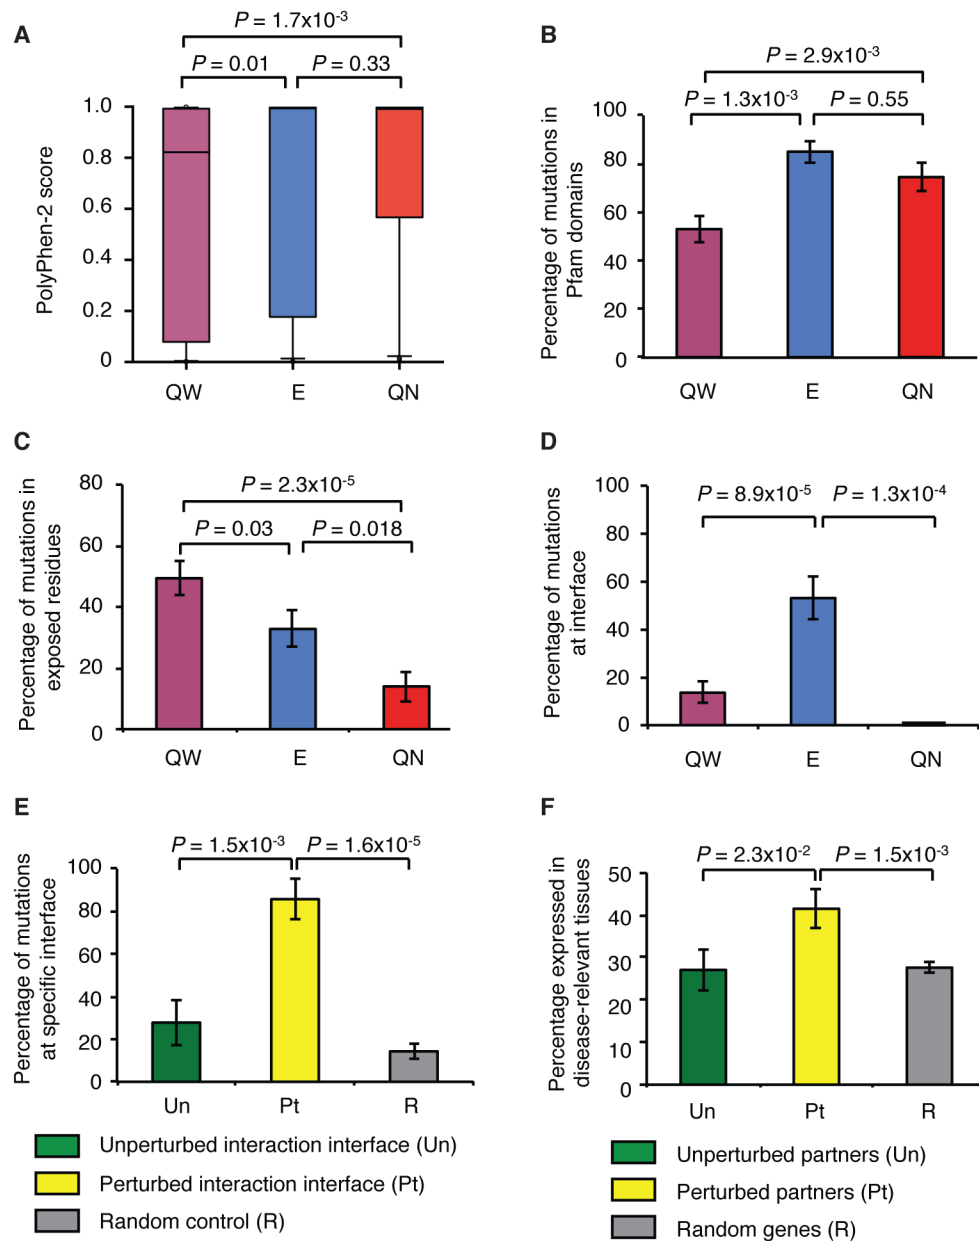 A
P = 1.7x10-3
P = 0.01
P = 0.33
PolyPhen-2 score
1.0
0.8
0.6
0.4
0.2
0
QW
E
QN
B
P = 2.9x10-3
P = 1.3x10-3
P = 0.55
Percentage of mutations in
Pfam domains
100
80
60
40
20
0
QW
E
QN
C
P = 2.3x10-5
P = 0.03
P = 0.018
Percentage of mutations in
exposed residues
80
60
40
20
0
QW
E
QN
D
P = 8.9x10-5
P = 1.3x10-4
Percentage of mutations
at interface
100
80
60
40
20
0
QW
E
QN
E
P = 1.5x10-3
P = 1.6x10-5
Percentage of mutations
at specific interface
100
80
60
40
20
0
Un
Pt
R
Unperturbed interaction interface (Un)
Perturbed interaction interface (Pt)
Random control (R)
F
P = 2.3x10-2
P = 1.5x10-3
Percentage expressed in
disease-relevant tissues
50
40
30
20
10
0
Un
Pt
R
Unperturbed partners (Un)
Perturbed partners (Pt)
Random genes (R)